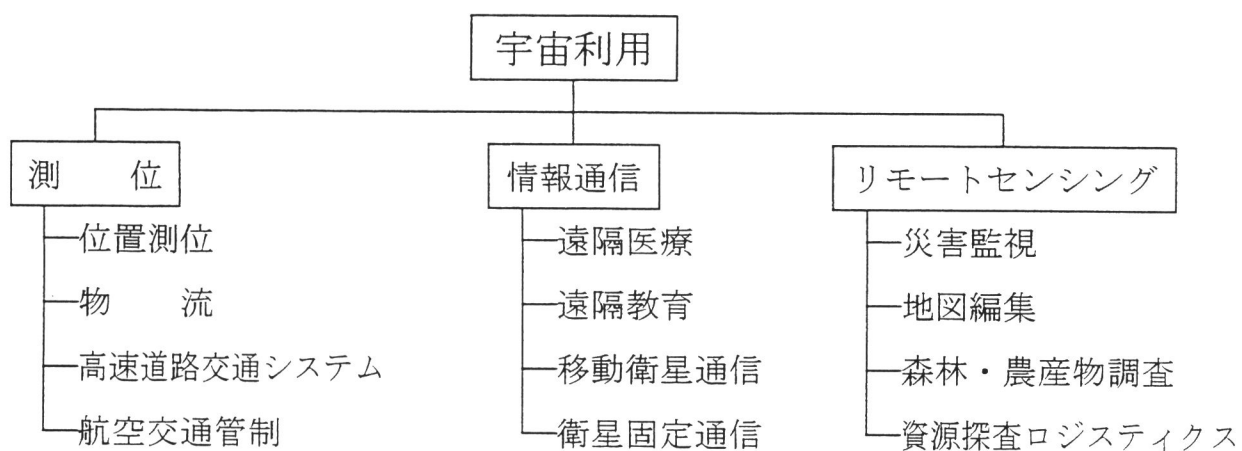 宇宙利用
測　　位
位置測位
物　　流
高速道路交通システム
航空交通管制
情報通信
遠隔医療
遠隔教育
移動衛星通信
衛星固定通信
リモートセンシング
災害監視
地図編集
森林・農産物調査
資源探査ロジスティクス